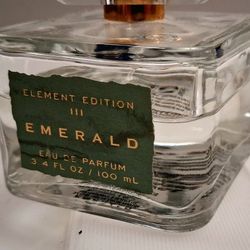 ELEMENT EDITION
III
EMERALD
EAU DE PARFUM
3.4 FL OZ / 100 mL